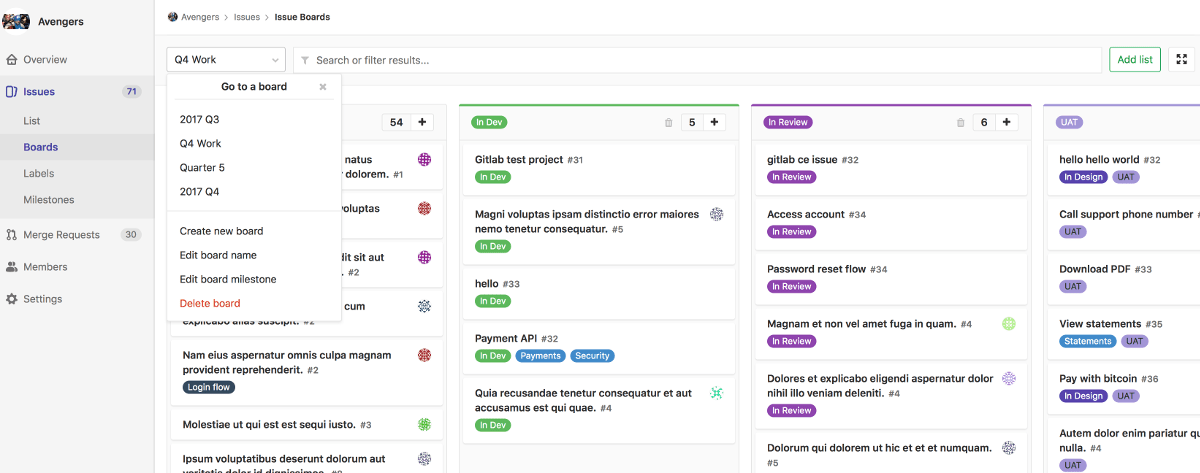 Avengers
Overview
Issues 71
List
Boards
Labels
Milestones
Merge Requests 30
Members
Settings
Avengers > Issues > Issue Boards
Q4 Work
Search or filter results...
Add list
Go to a board ×
2017 Q3
Q4 Work
Quarter 5
2017 Q4
Create new board
Edit board name
Edit board milestone
Delete board
54 +
natus
dolorem. #1
voluptas
dit sit aut
. #2
cum
explicabo alias suscipit. #2
Nam eius aspernatur omnis culpa magnam
provident reprehenderit. #2
Login flow
Molestiae ut qui est est sequi iusto. #3
Ipsum voluptatibus deserunt dolorum aut
In Dev 5 +
Gitlab test project #31
In Dev
Magni voluptas ipsam distinctio error maiores
nemo tenetur consequatur. #5
In Dev
hello #33
In Dev
Payment API #32
In Dev Payments Security
Quia recusandae tenetur consequatur et aut
accusamus est qui quae. #4
In Dev
In Review 6 +
gitlab ce issue #32
In Review
Access account #34
In Review
Password reset flow #34
In Review
Magnam et non vel amet fuga in quam. #4
In Review
Dolores et explicabo eligendi aspernatur dolor
nihil illo veniam deleniti. #4
In Review
Dolorum qui dolorem ut hic et et et numquam.
#5
UAT
hello hello world #32
In Design UAT
Call support phone number #
UAT
Download PDF #33
UAT
View statements #35
Statements UAT
Pay with bitcoin #36
In Design UAT
Autem dolor enim pariatur qu
nulla. #4
UAT